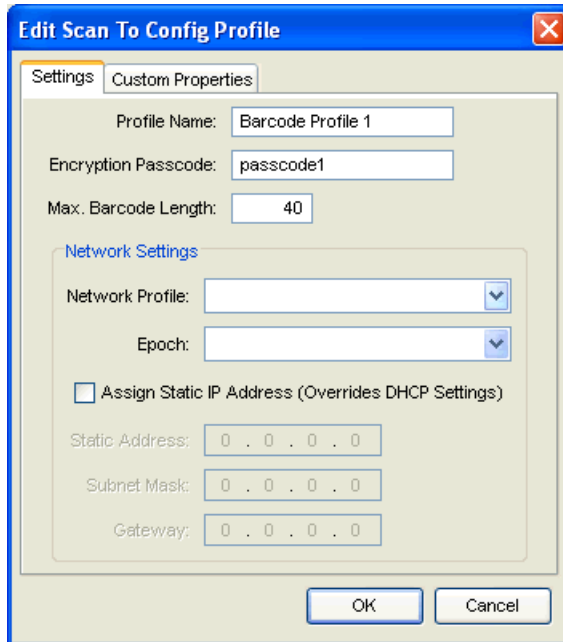 Edit Scan To Config Profile
Settings Custom Properties
Profile Name: Barcode Profile 1
Encryption Passcode: passcode1
Max. Barcode Length: 40
Network Settings
Network Profile:
Epoch:
Assign Static IP Address (Overrides DHCP Settings)
Static Address: 0 . 0 . 0 . 0
Subnet Mask: 0 . 0 . 0 . 0
Gateway: 0 . 0 . 0 . 0
OK Cancel